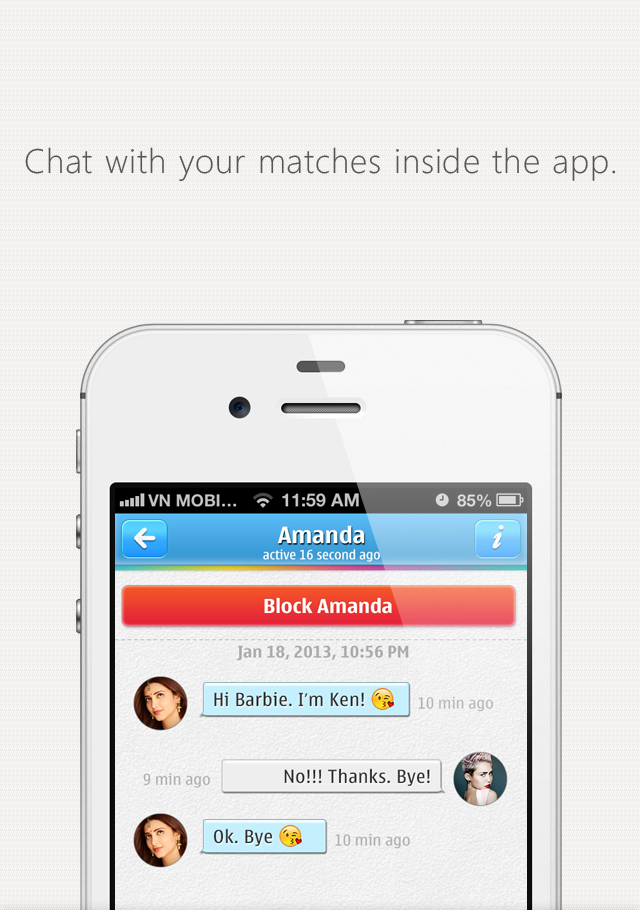 Chat with your matches inside the app.
VN MOBI... 11:59 AM 85%
Amanda
active 16 second ago
i
Block Amanda
Jan 18, 2013, 10:56 PM
Hi Barbie. I'm Ken! 😘 10 min ago
9 min ago No!!! Thanks. Bye!
Ok. Bye 😘 10 min ago